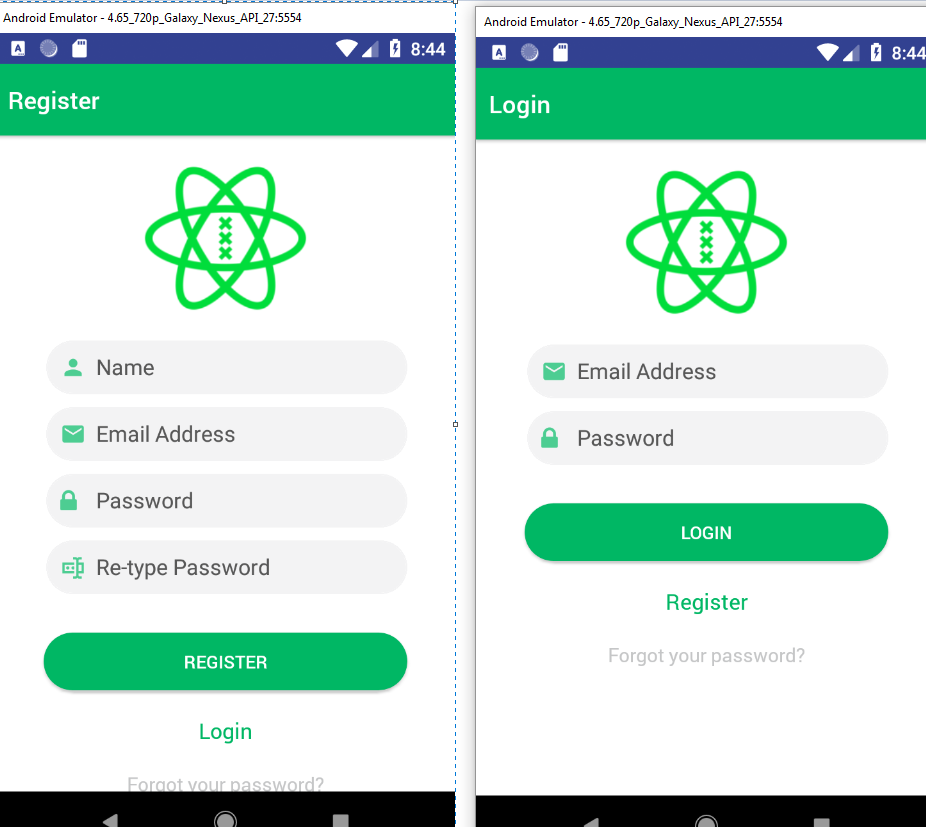 Android Emulator - 4.65_720p_Galaxy_Nexus_API_27:5554
A
8:44
Register
Name
Email Address
Password
Re-type Password
REGISTER
Login
Forgot your password?
Android Emulator - 4.65_720p_Galaxy_Nexus_API_27:5554
A
8:44
Login
Email Address
Password
LOGIN
Register
Forgot your password?